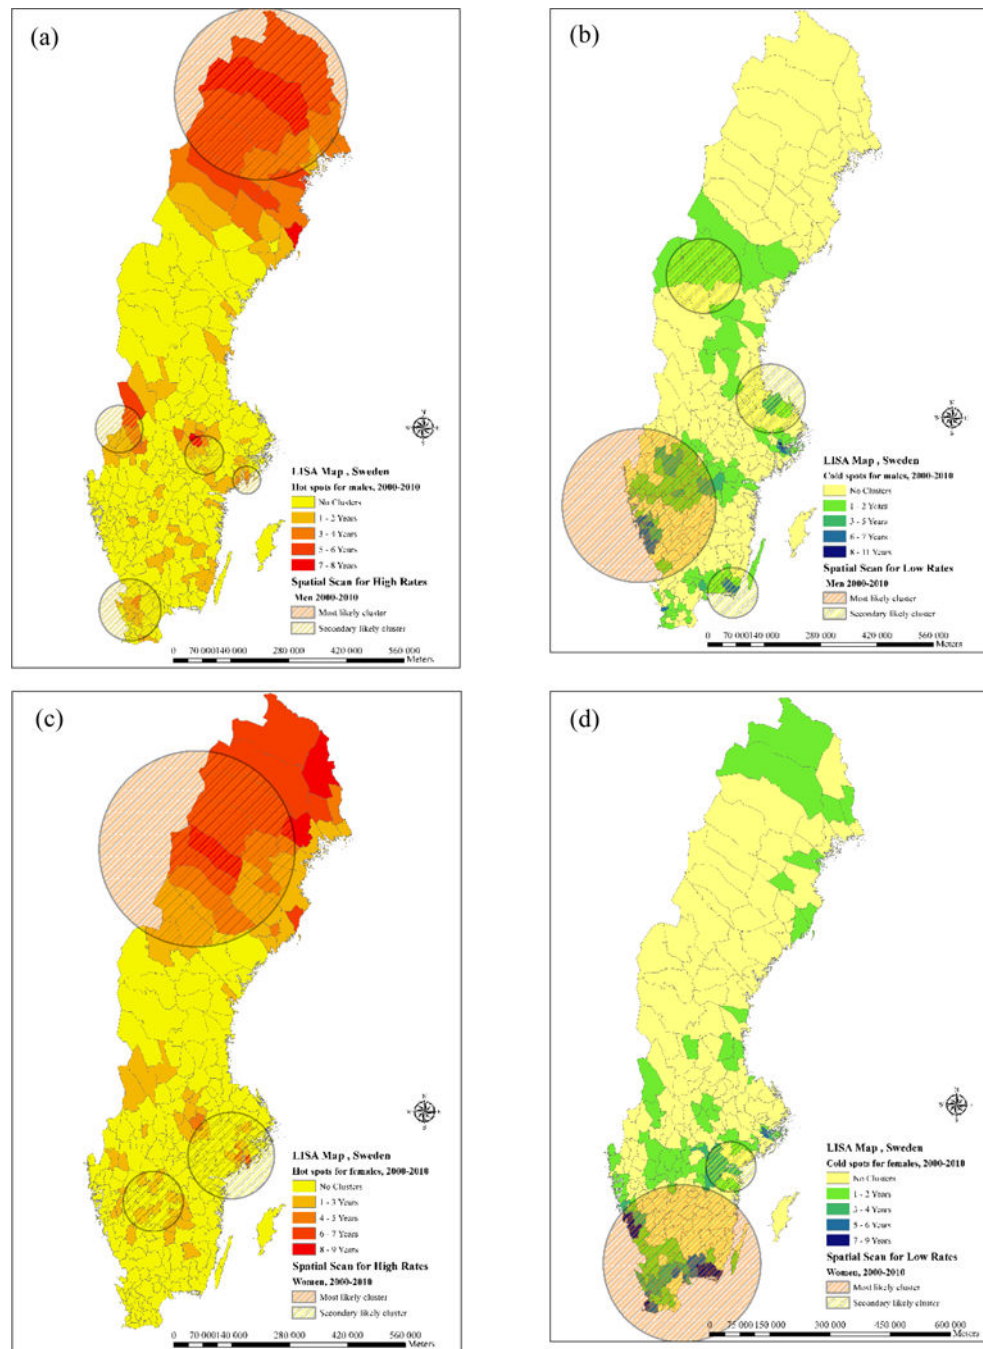 (a)
LISA Map , Sweden
Hot spots for males, 2000-2010
No Clusters
1 - 2 Years
3 - 4 Years
5 - 6 Years
7 - 8 Years
Spatial Scan for High Rates
Men 2000-2010
Most likely cluster
Secondary likely cluster
0 70 000 140 000 280 000 420 000 560 000
Meters
(b)
LISA Map , Sweden
Cold spots for males, 2000-2010
No Clusters
1 - 2 Years
3 - 5 Years
6 - 7 Years
8 - 11 Years
Spatial Scan for Low Rates
Men 2000-2010
Most likely cluster
Secondary likely cluster
0 70 000 140 000 280 000 420 000 560 000
Meters
(c)
LISA Map , Sweden
Hot spots for females, 2000-2010
No Clusters
1 - 3 Years
4 - 5 Years
6 - 7 Years
8 - 9 Years
Spatial Scan for High Rates
Women, 2000-2010
Most likely cluster
Secondary likely cluster
0 70 000 140 000 280 000 420 000 560 000
Meters
(d)
LISA Map , Sweden
Cold spots for females, 2000-2010
No Clusters
1 - 2 Years
3 - 4 Years
5 - 6 Years
7 - 9 Years
Spatial Scan for Low Rates
Women, 2000-2010
Most likely cluster
Secondary likely cluster
0 75 000 150 000 300 000 450 000 600 000
Meters